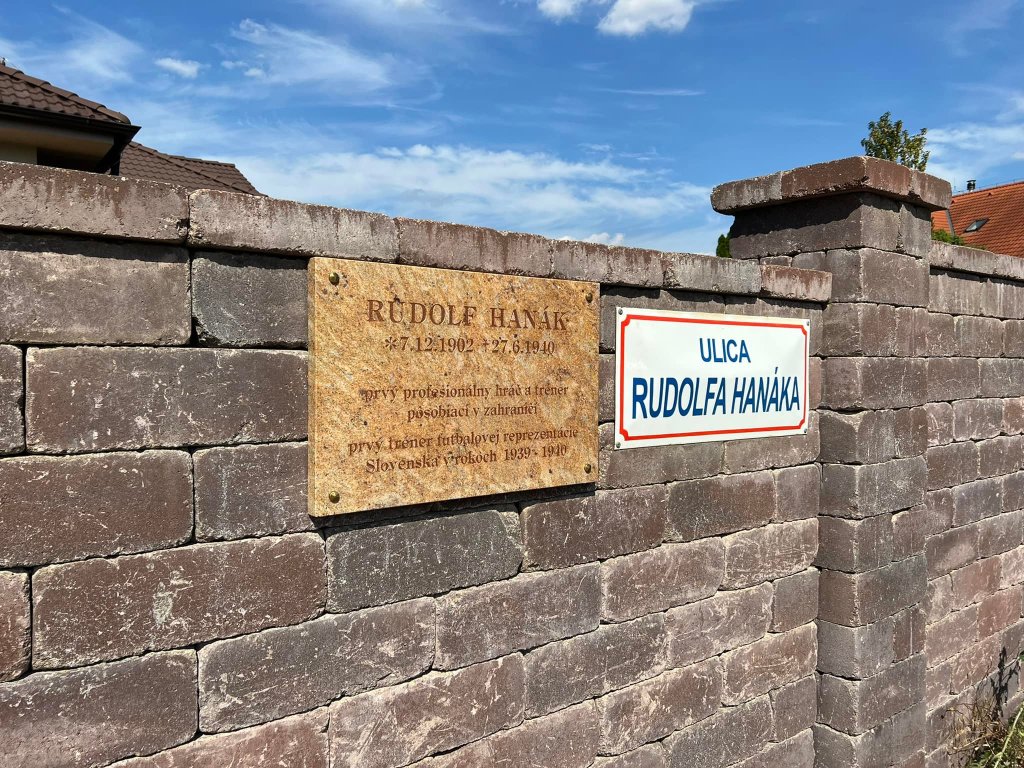 RUDOLF HANÁK
*7.12.1902 +27.6.1940
prvý profesionálny hráč a tréner
pôsobiaci v zahraničí
prvý tréner futbalovej reprezentácie
Slovenska v rokoch 1939 - 1940
ULICA
RUDOLFA HANÁKA